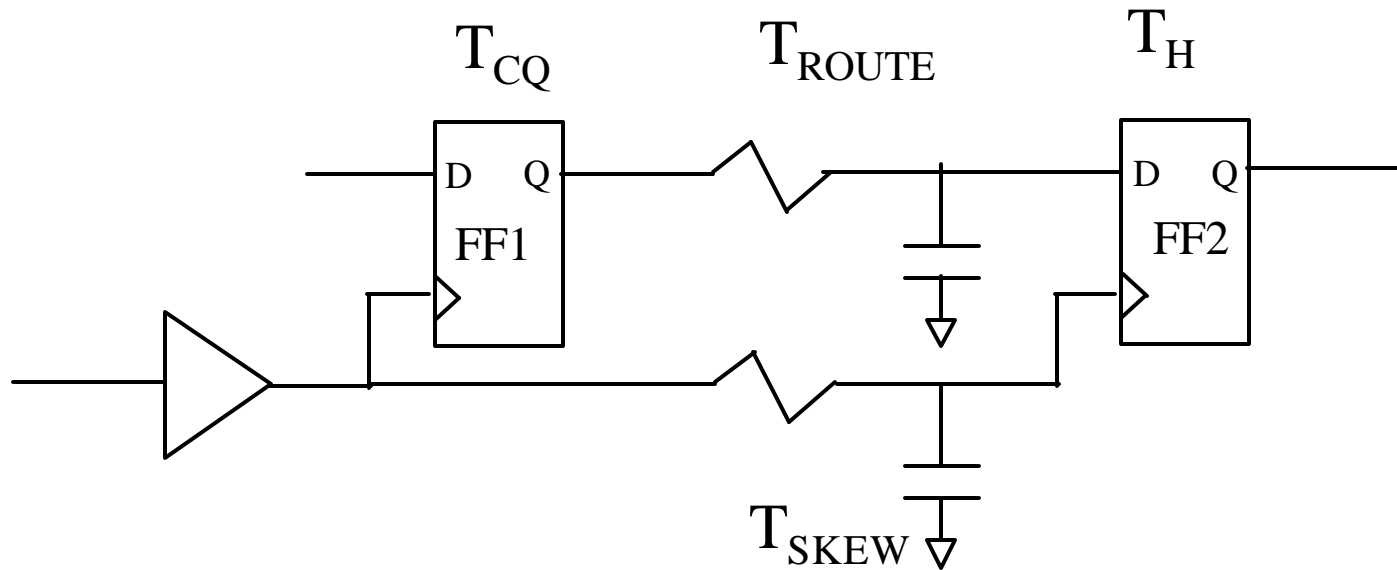 T_CQ
T_ROUTE
T_H
D Q
FF1
D Q
FF2
T_SKEW